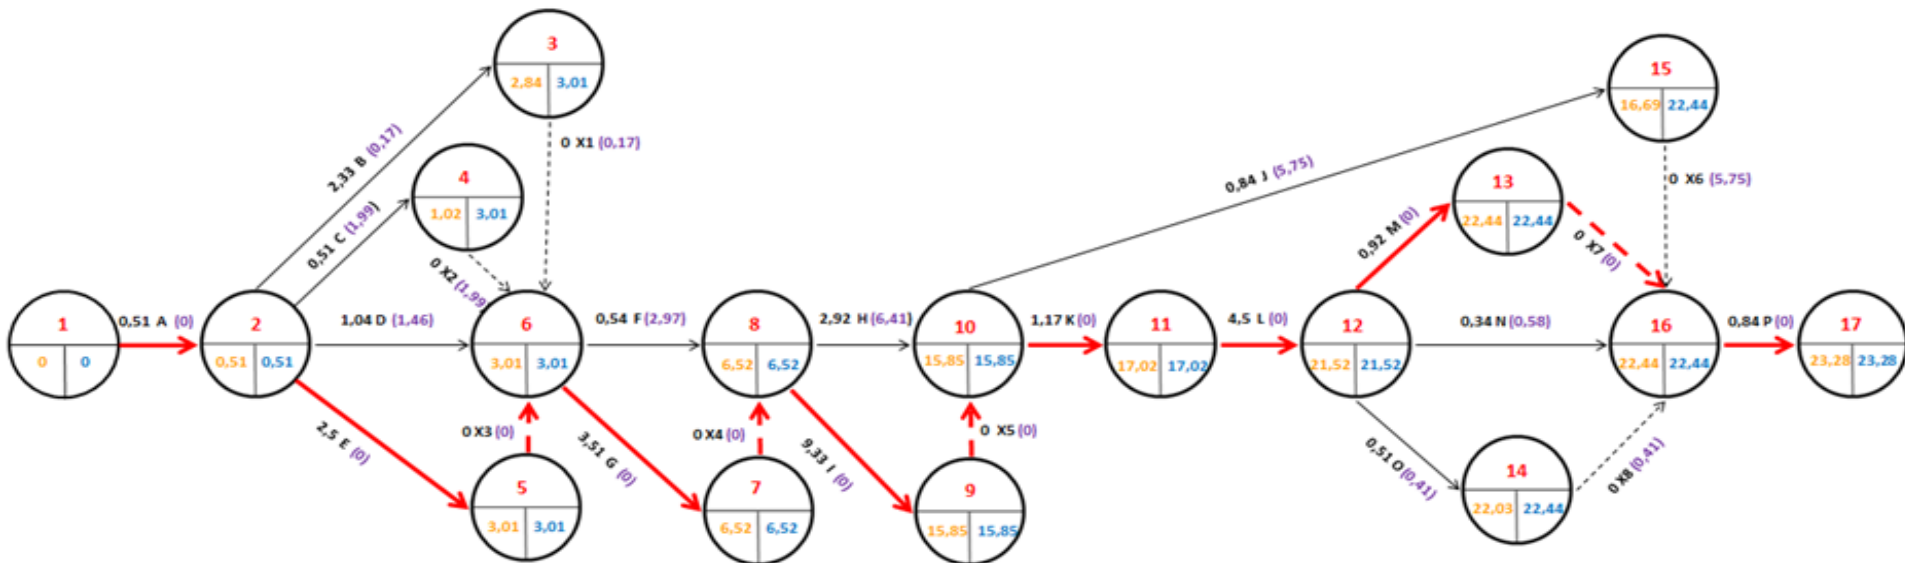 3
2,84 3,01
15
16,69 22,44
0 X1 (0,17)
2,33 B (0,17)
4
1,02 3,01
0,51 C (1,99)
0 X2 (1,99)
0,84 J (5,75)
13
22,44 22,44
0 X6 (5,75)
0,92 M (0)
0 X7 (0)
1
0 0
0,51 A (0)
2
0,51 0,51
1,04 D (1,46)
6
3,01 3,01
0,54 F (2,97)
8
6,52 6,52
2,92 H (6,41)
10
15,85 15,85
1,17 K (0)
11
17,02 17,02
4,5 L (0)
12
21,52 21,52
0,34 N (0,58)
16
22,44 22,44
0,84 P (0)
17
23,28 23,28
2,5 E (0)
0 X3 (0)
3,51 G (0)
0 X4 (0)
9,33 I (0)
0 X5 (0)
0,51 O (0,41)
0 X8 (0,41)
5
3,01 3,01
7
6,52 6,52
9
15,85 15,85
14
22,03 22,44